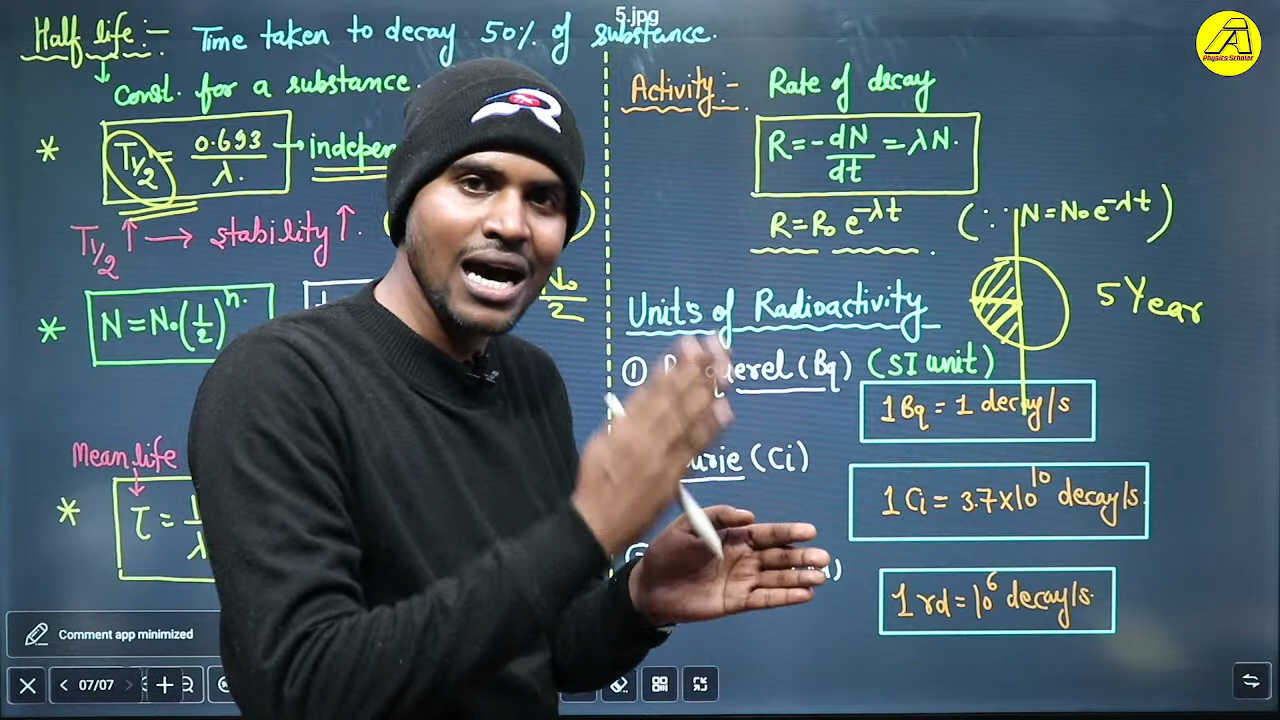 5.jpg
Physics Scholar
Half life :- Time taken to decay 50% of substance.
Const. for a substance.
* T1/2 = 0.693/λ. → indepen
T1/2 ↑ → stability ↑
* N = N₀(1/2)ⁿ
N₀/2
Mean life
* τ = 1/λ
Activity :- Rate of decay
R = -dN/dt = λN.
R = R₀ e^-λt (∵ N = N₀ e^-λt)
5 Year
Units of Radioactivity
① (Bq) (SI unit)
1 Bq = 1 decay/s
(Ci)
1 Ci = 3.7×10^10 decay/s.
1 rd = 10^6 decay/s.
Comment app minimized
07/07